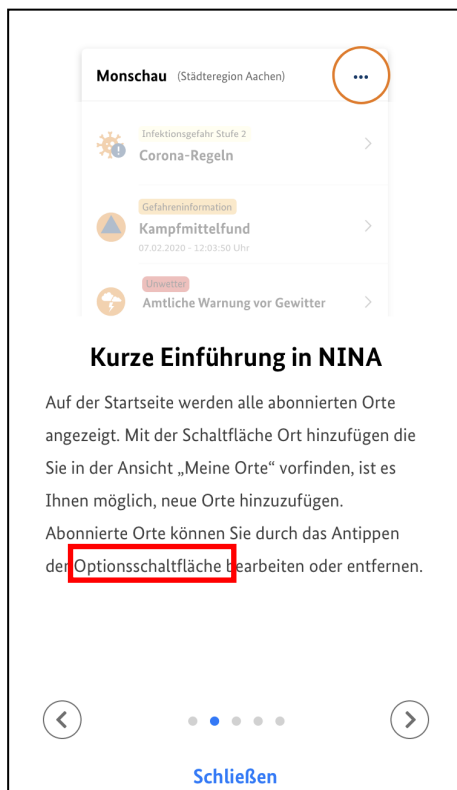 Monschau (Städteregion Aachen) •••
Infektionsgefahr Stufe 2
Corona-Regeln
Gefahreninformation
Kampfmittelfund
07.02.2020 - 12:03:50 Uhr
Unwetter
Amtliche Warnung vor Gewitter
Kurze Einführung in NINA
Auf der Startseite werden alle abonnierten Orte
angezeigt. Mit der Schaltfläche Ort hinzufügen die
Sie in der Ansicht „Meine Orte“ vorfinden, ist es
Ihnen möglich, neue Orte hinzuzufügen.
Abonnierte Orte können Sie durch das Antippen
der Optionsschaltfläche bearbeiten oder entfernen.
Schließen